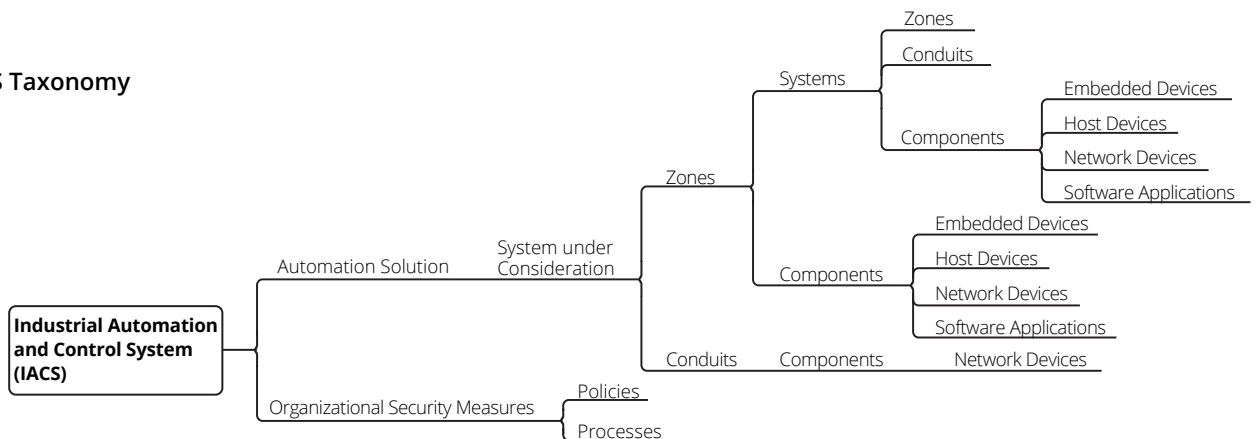 S Taxonomy
Zones
Conduits
Systems
Embedded Devices
Host Devices
Components
Network Devices
Software Applications
Zones
Embedded Devices
System under
Consideration
Automation Solution
Host Devices
Components
Network Devices
Software Applications
Industrial Automation
and Control System
(IACS)
Conduits
Components
Network Devices
Policies
Organizational Security Measures
Processes